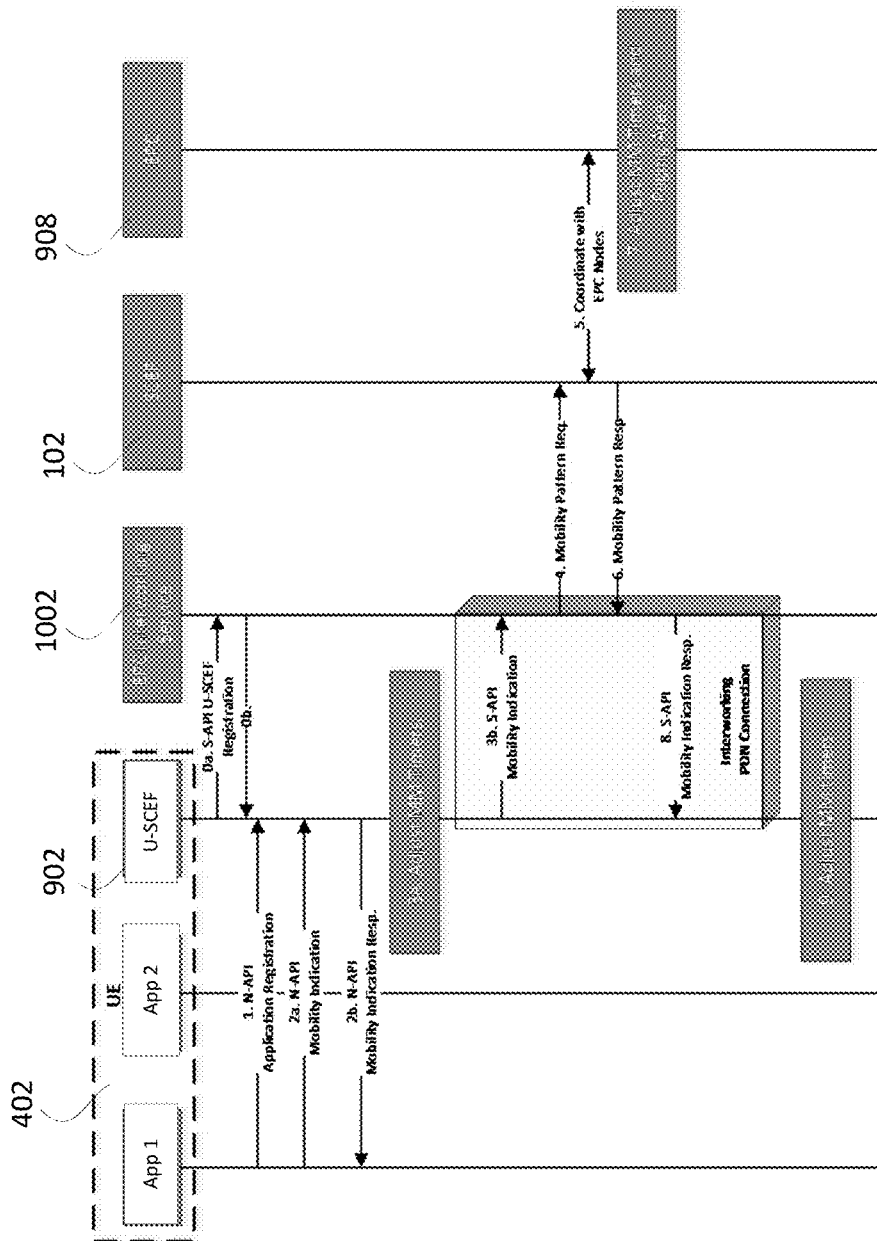 402
902
1002
102
908
UE
App 1
App 2
U-SCEF
0a. S-API U-SCEF
Registration
0b.
1. N-API
Application Registration
2a. N-API
Mobility Indication
2b. N-API
Mobility Indication Resp.
3b. S-API
Mobility Indication
4. Mobility Pattern Req.
5. Coordinate with
EPC Nodes
6. Mobility Pattern Resp
8. S-API
Mobility Indication Resp.
Interworking
PDN Connection